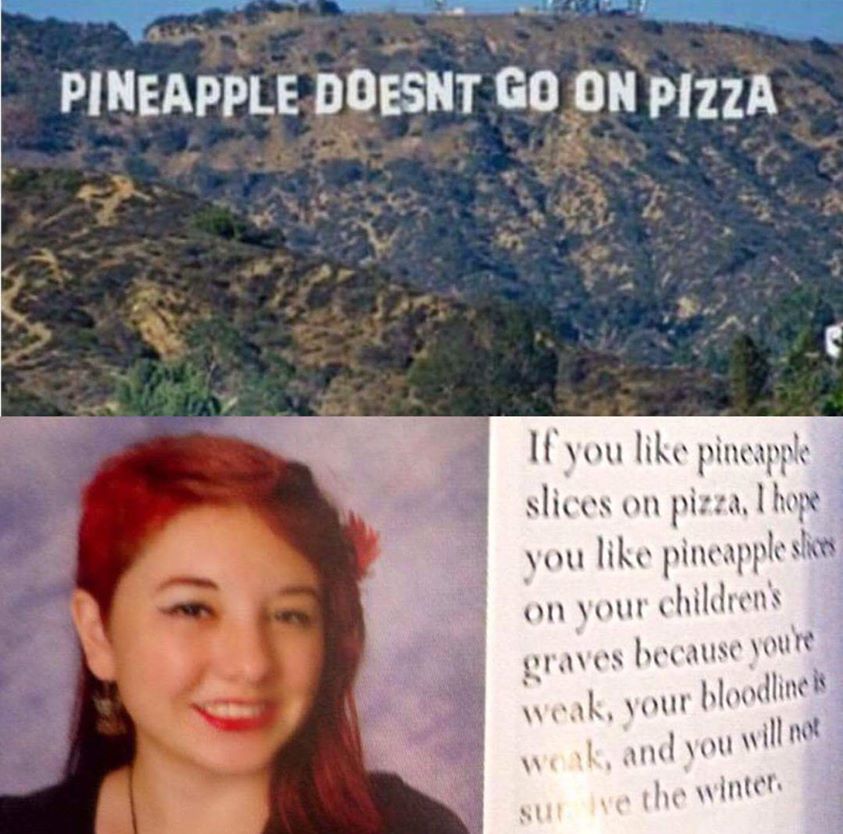 PINEAPPLE DOESNT GO ON PIZZA
If you like pineapple
slices on pizza, I hope
you like pineapple slices
on your children's
graves because you're
weak, your bloodline is
weak, and you will not
survive the winter.